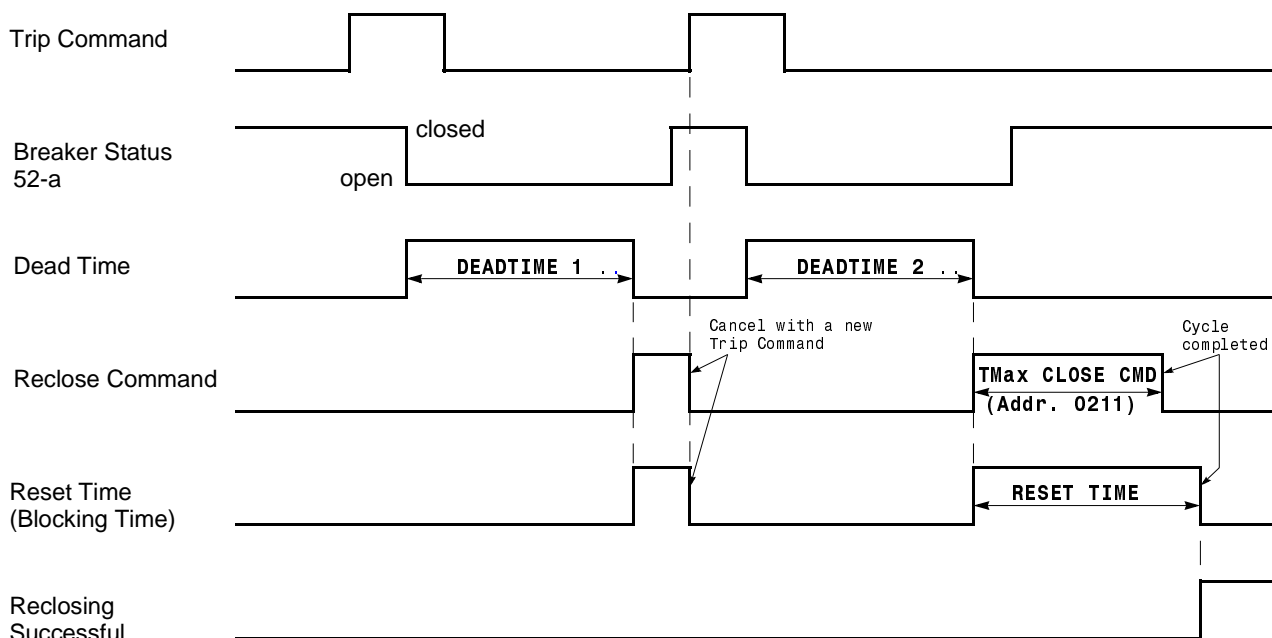 Trip Command
closed
Breaker Status
52-a
open
Dead Time
DEADTIME 1 ..
DEADTIME 2 ..
Cancel with a new
Trip Command
Cycle
completed
Reclose Command
TMax CLOSE CMD
(Addr. 0211)
Reset Time
(Blocking Time)
RESET TIME
Reclosing
Successful